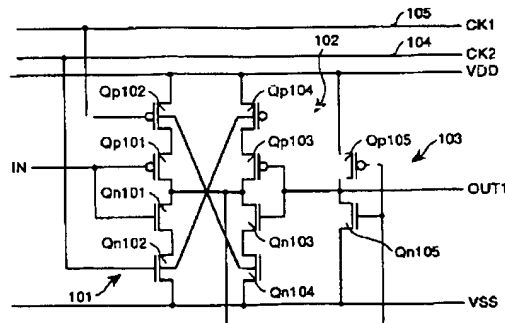 105
CK1
104
CK2
102
VDD
Qp102
Qp104
Qp101
Qp103
Qp105
103
IN
Qn101
OUT1
Qn102
Qn103
Qn105
101
Qn104
VSS